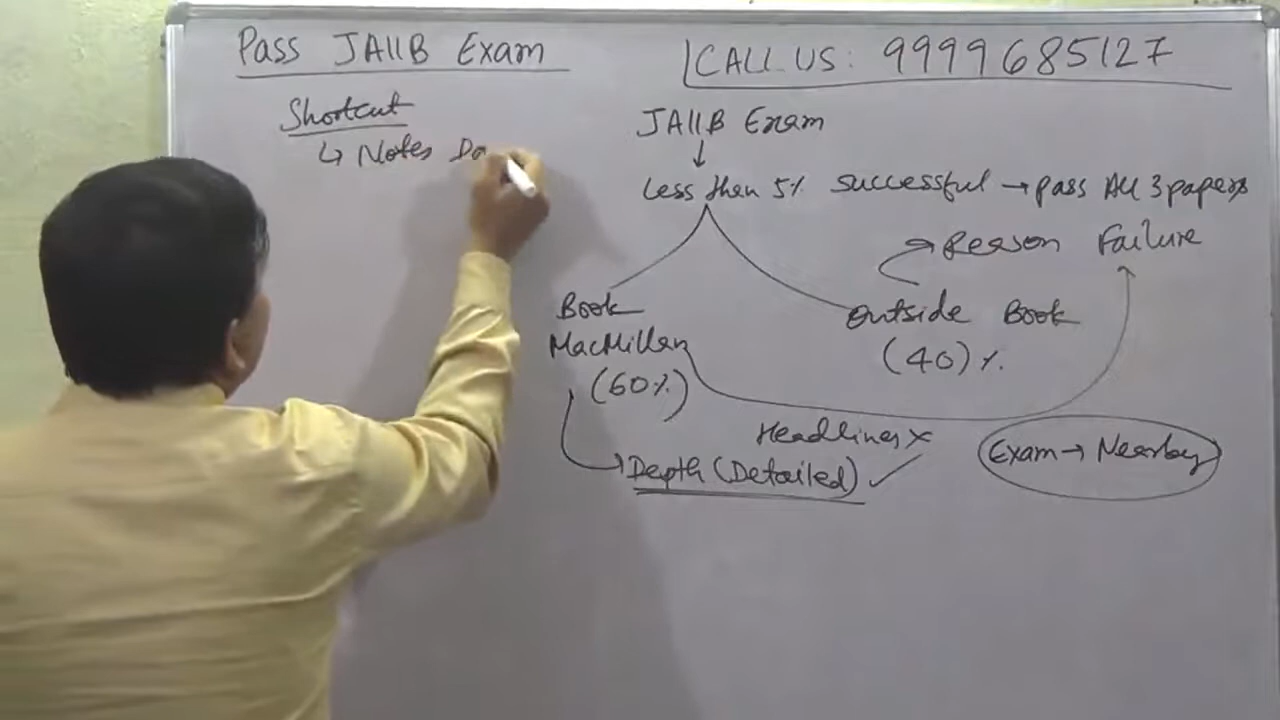 Pass JAIIB Exam
CALL US: 9999685127
Shortcut
↳ Notes
JAIIB Exam
↓
Less then 5% successful → pass All 3 papers
Reason Failure
Book
MacMillan
(60%)
Outside Book
(40)%
Headlines ×
Depth (Detailed) ✓
Exam → Nearby